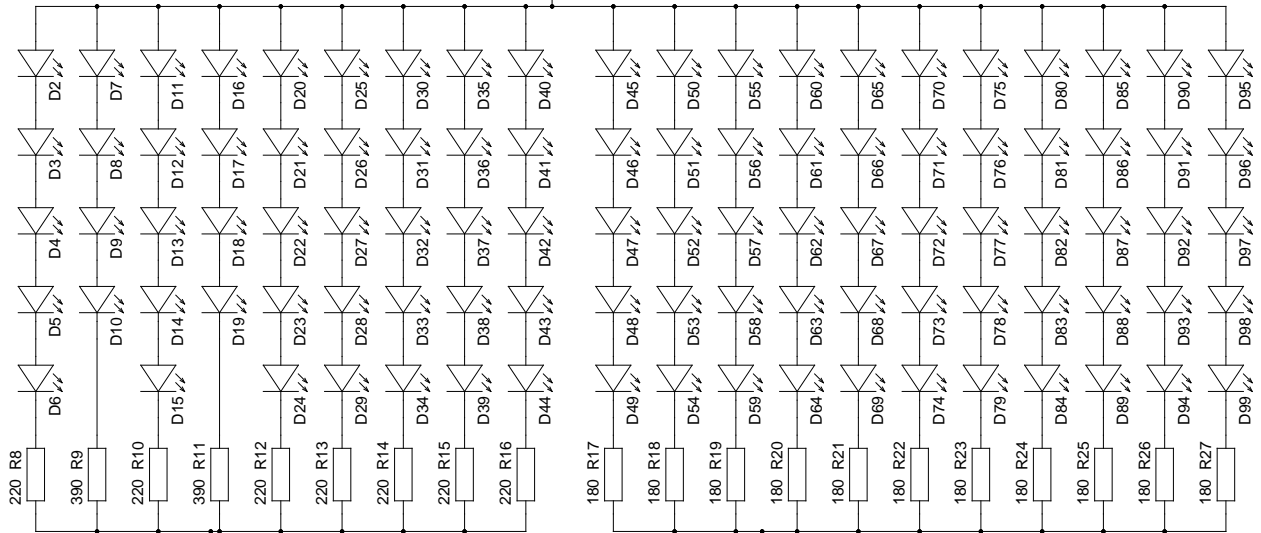 D2 D7 D11 D16 D20 D25 D30 D35 D40 D45 D50 D55 D60 D65 D70 D75 D80 D85 D90 D95
D3 D8 D12 D17 D21 D26 D31 D36 D41 D46 D51 D56 D61 D66 D71 D76 D81 D86 D91 D96
D4 D9 D13 D18 D22 D27 D32 D37 D42 D47 D52 D57 D62 D67 D72 D77 D82 D87 D92 D97
D5 D10 D14 D19 D23 D28 D33 D38 D43 D48 D53 D58 D63 D68 D73 D78 D83 D88 D93 D98
D6 D15 D24 D29 D34 D39 D44 D49 D54 D59 D64 D69 D74 D79 D84 D89 D94 D99
R8 R9 R10 R11 R12 R13 R14 R15 R16 R17 R18 R19 R20 R21 R22 R23 R24 R25 R26 R27
220 390 220 390 220 220 220 220 220 180 180 180 180 180 180 180 180 180 180 180